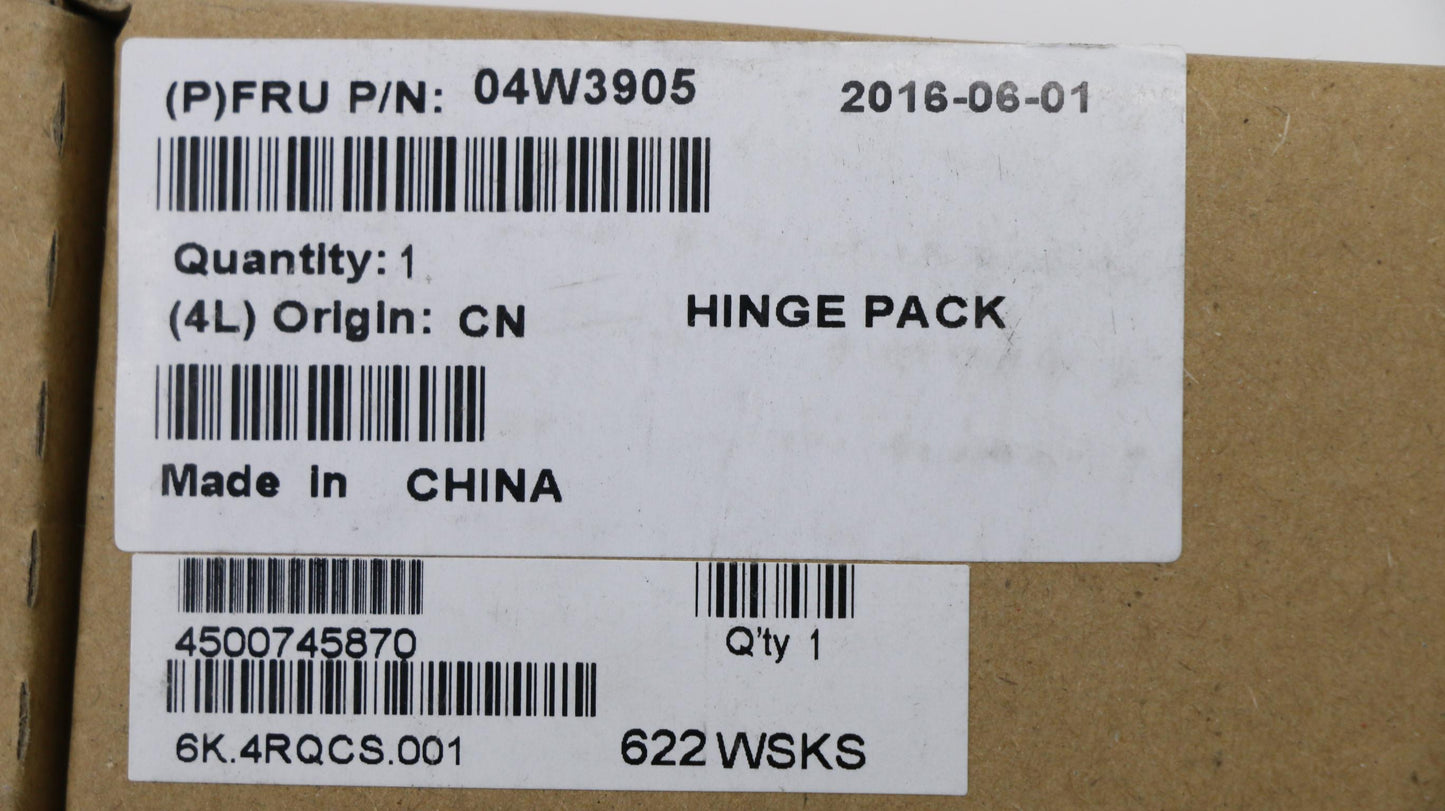 (P)FRU P/N: 04W3905 2016-06-01
Quantity: 1
(4L) Origin: CN HINGE PACK
Made in CHINA
4500745870 Q'ty 1
6K.4RQCS.001 622 WSKS